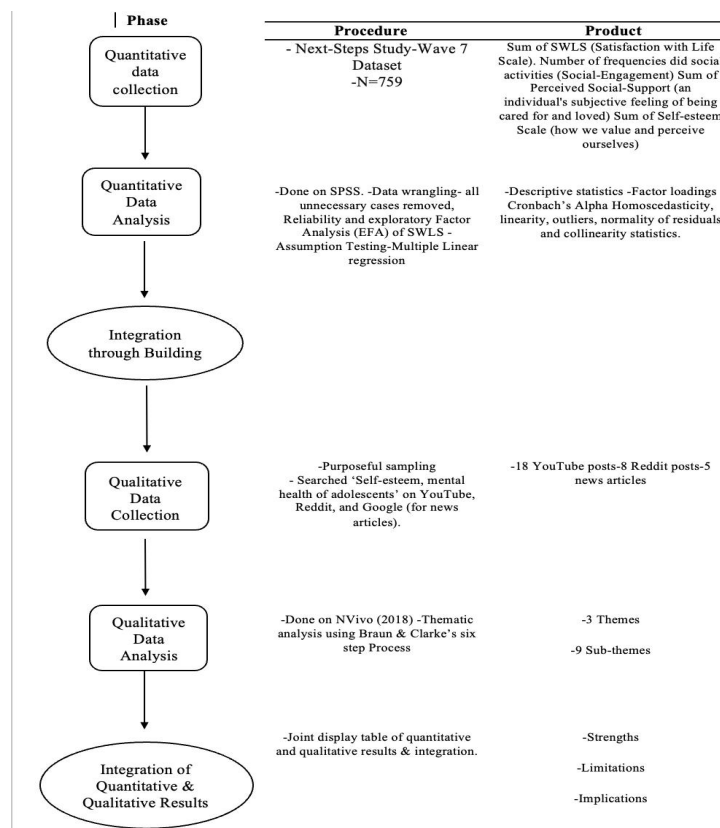 Phase
Procedure
Product
Quantitative
data
collection
- Next-Steps Study-Wave 7
Dataset
-N=759
Sum of SWLS (Satisfaction with Life
Scale). Number of frequencies did social
activities (Social-Engagement) Sum of
Perceived Social-Support (an
individual's subjective feeling of being
cared for and loved) Sum of Self-esteem
Scale (how we value and perceive
ourselves)
Quantitative
Data
Analysis
-Done on SPSS. -Data wrangling- all
unnecessary cases removed,
Reliability and exploratory Factor
Analysis (EFA) of SWLS -
Assumption Testing-Multiple Linear
regression
-Descriptive statistics -Factor loadings
Cronbach’s Alpha Homoscedasticity,
linearity, outliers, normality of residuals
and collinearity statistics.
Integration
through Building
Qualitative
Data
Collection
-Purposeful sampling
- Searched ‘Self-esteem, mental
health of adolescents’ on YouTube,
Reddit, and Google (for news
articles).
-18 YouTube posts-8 Reddit posts-5
news articles
Qualitative
Data
Analysis
-Done on NVivo (2018) -Thematic
analysis using Braun & Clarke’s six
step Process
-3 Themes
-9 Sub-themes
Integration of
Quantitative &
Qualitative Results
-Joint display table of quantitative
and qualitative results & integration.
-Strengths
-Limitations
-Implications